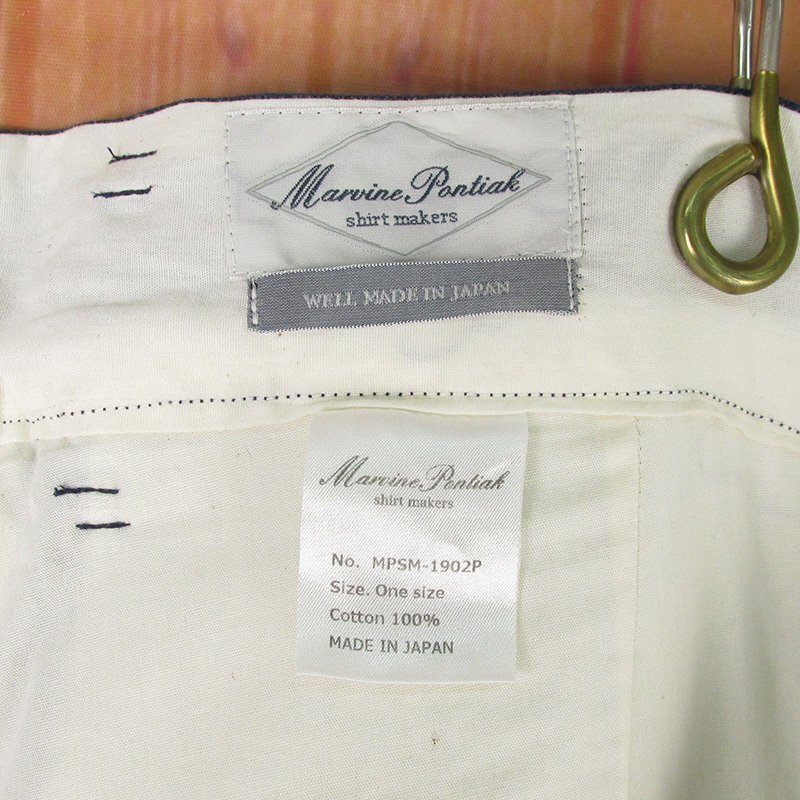 Marvine Pontiak
shirt makers
WELL MADE IN JAPAN
Marvine Pontiak
shirt makers
No. MPSM-1902P
Size. One size
Cotton 100%
MADE IN JAPAN